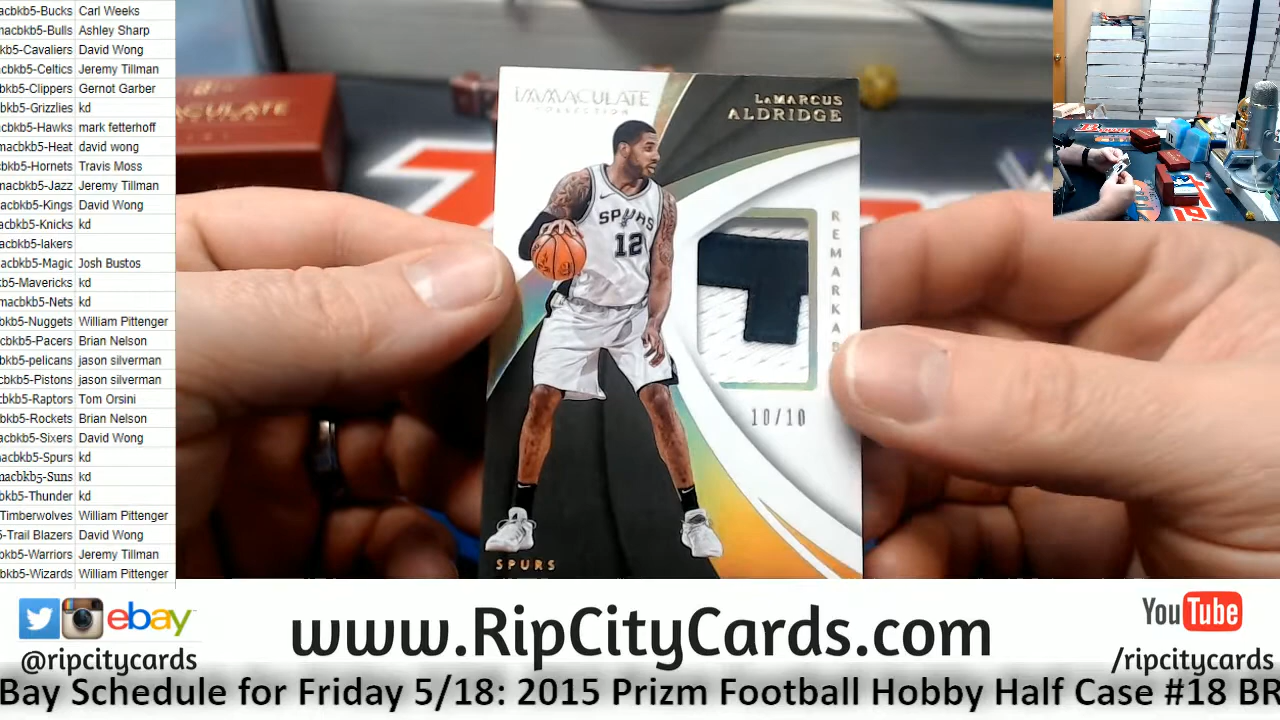 acbkb5-Bucks Carl Weeks
nacbkb5-Bulls Ashley Sharp
kb5-Cavaliers David Wong
cbkb5-Celtics Jeremy Tillman
bkb5-Clippers Gernot Garber
bkb5-Grizzlies kd
cbkb5-Hawks mark fetterhoff
macbkb5-Heat david wong
bkb5-Hornets Travis Moss
macbkb5-Jazz Jeremy Tillman
cbkb5-Kings David Wong
cbkb5-Knicks kd
acbkb5-lakers
acbkb5-Magic Josh Bustos
kb5-Mavericks kd
macbkb5-Nets kd
bkb5-Nuggets William Pittenger
cbkb5-Pacers Brian Nelson
kb5-pelicans jason silverman
cbkb5-Pistons jason silverman
bkb5-Raptors Tom Orsini
bkb5-Rockets Brian Nelson
acbkb5-Sixers David Wong
acbkb5-Spurs kd
nacbkb5-Suns kd
bkb5-Thunder kd
Timberwolves William Pittenger
5-Trail Blazers David Wong
kb5-Warriors Jeremy Tillman
bkb5-Wizards William Pittenger
IMMACULATE
COLLECTION
LAMARCUS
ALDRIDGE
SPURS
12
REMARKAB
10/10
SPURS
ebay
@ripcitycards
www.RipCityCards.com
YouTube
/ripcitycards
Bay Schedule for Friday 5/18: 2015 Prizm Football Hobby Half Case #18 BR